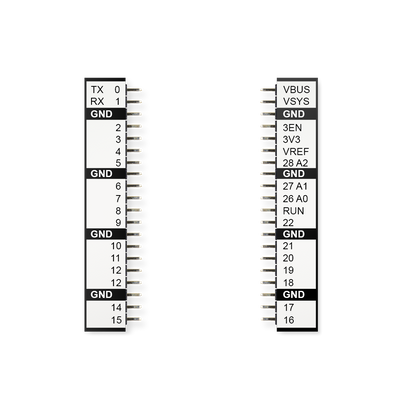 TX 0
RX 1
GND
2
3
4
5
GND
6
7
8
9
GND
10
11
12
12
GND
14
15
VBUS
VSYS
GND
3EN
3V3
VREF
28 A2
GND
27 A1
26 A0
RUN
22
GND
21
20
19
18
GND
17
16